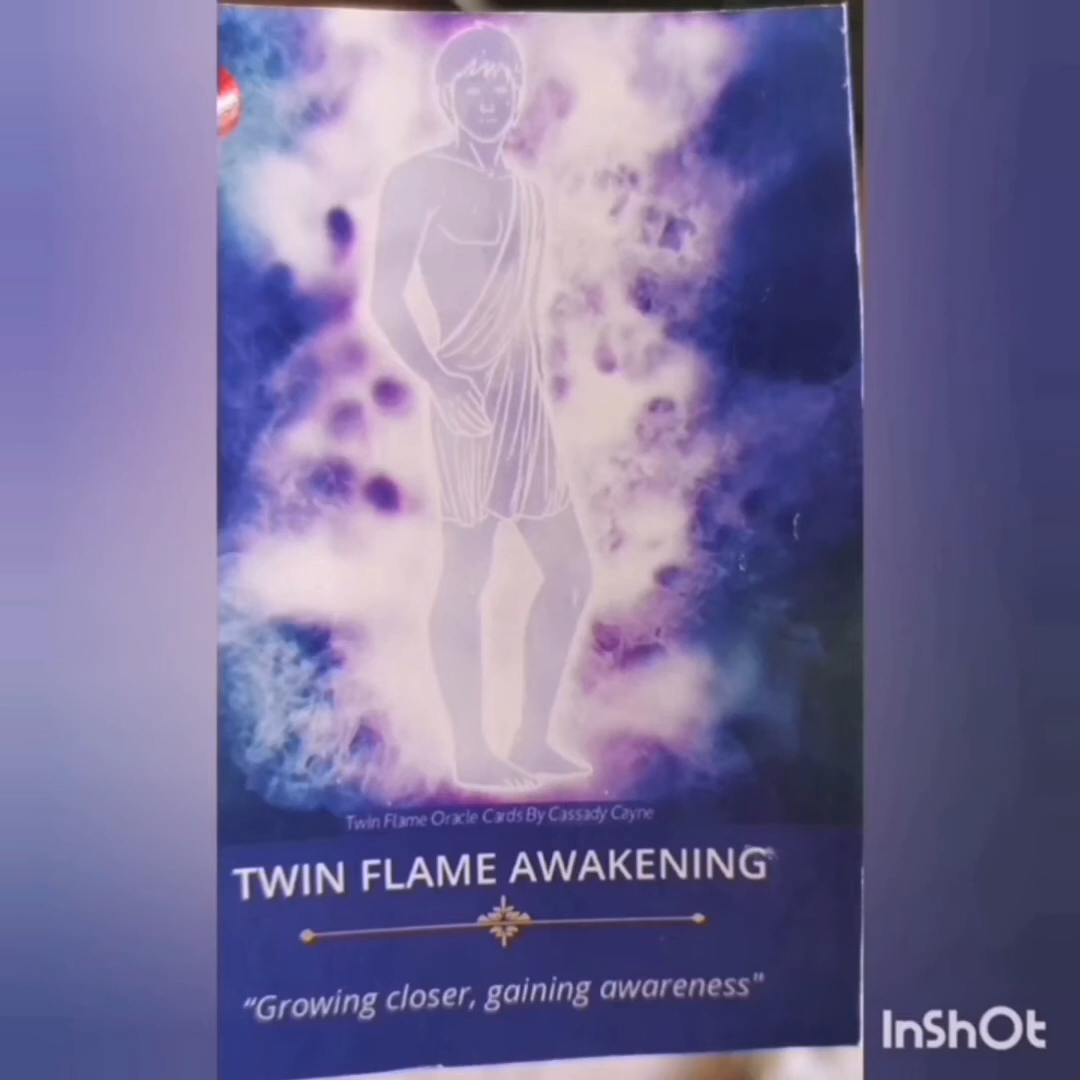 Twin Flame Oracle Cards By Cassady Cayne
TWIN FLAME AWAKENING
“Growing closer, gaining awareness"
InShOt